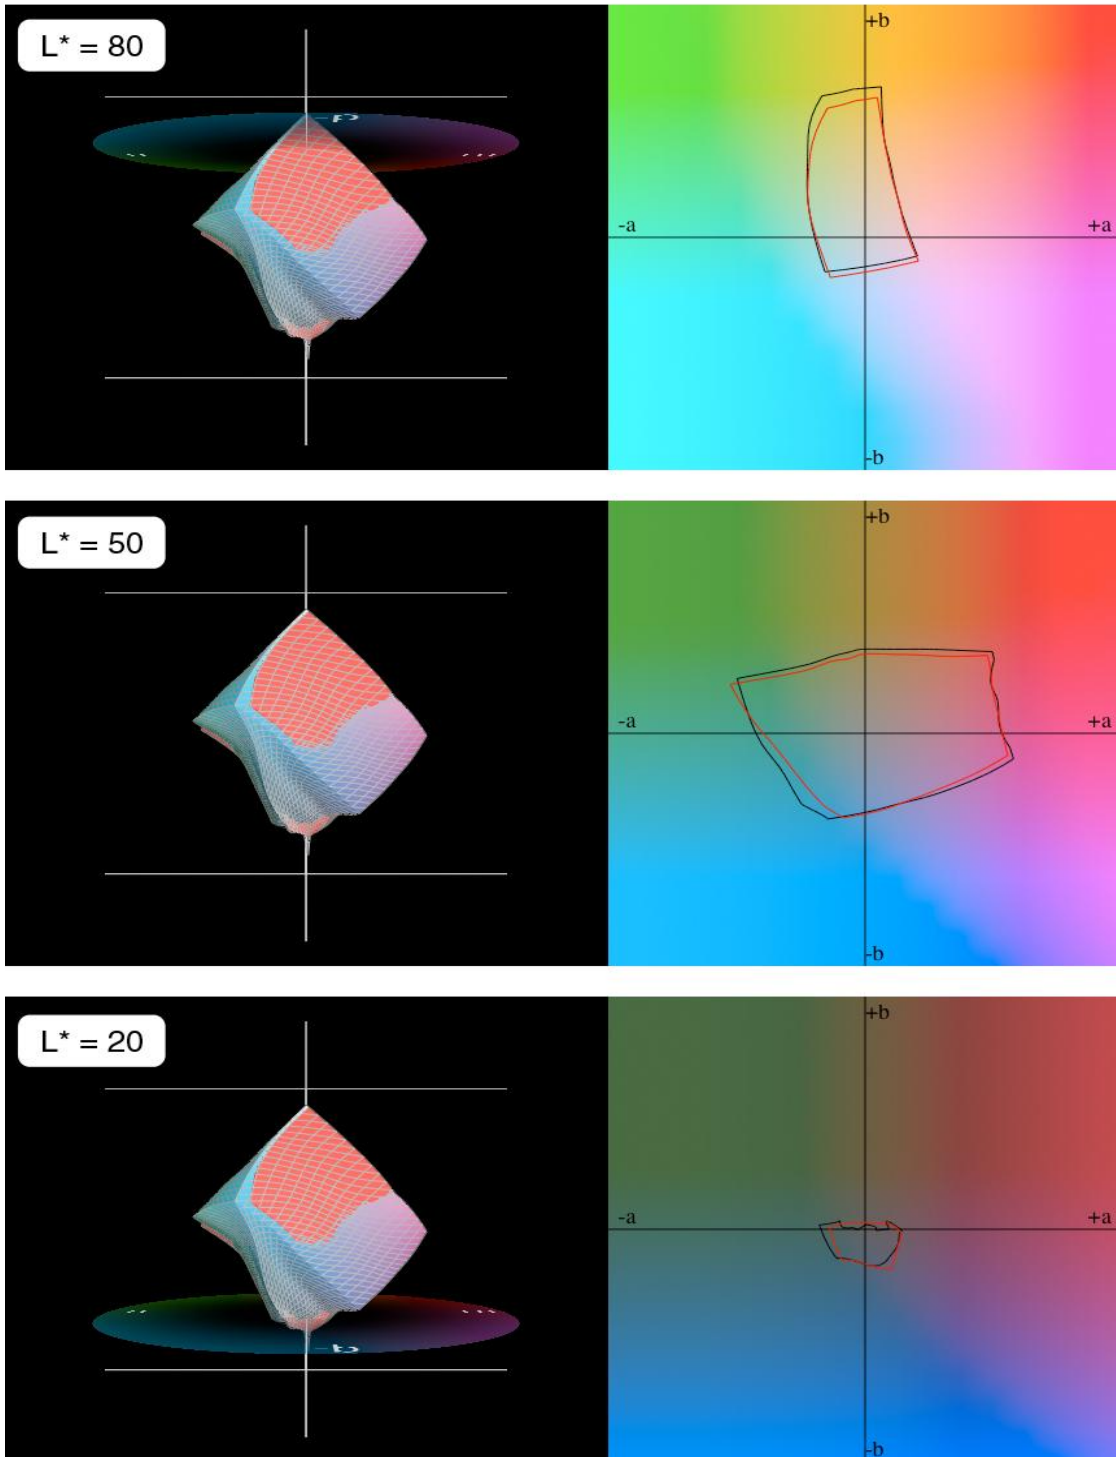 L* = 80
+b
-a
+a
-b
L* = 50
+b
-a
+a
-b
L* = 20
+b
-a
+a
-b